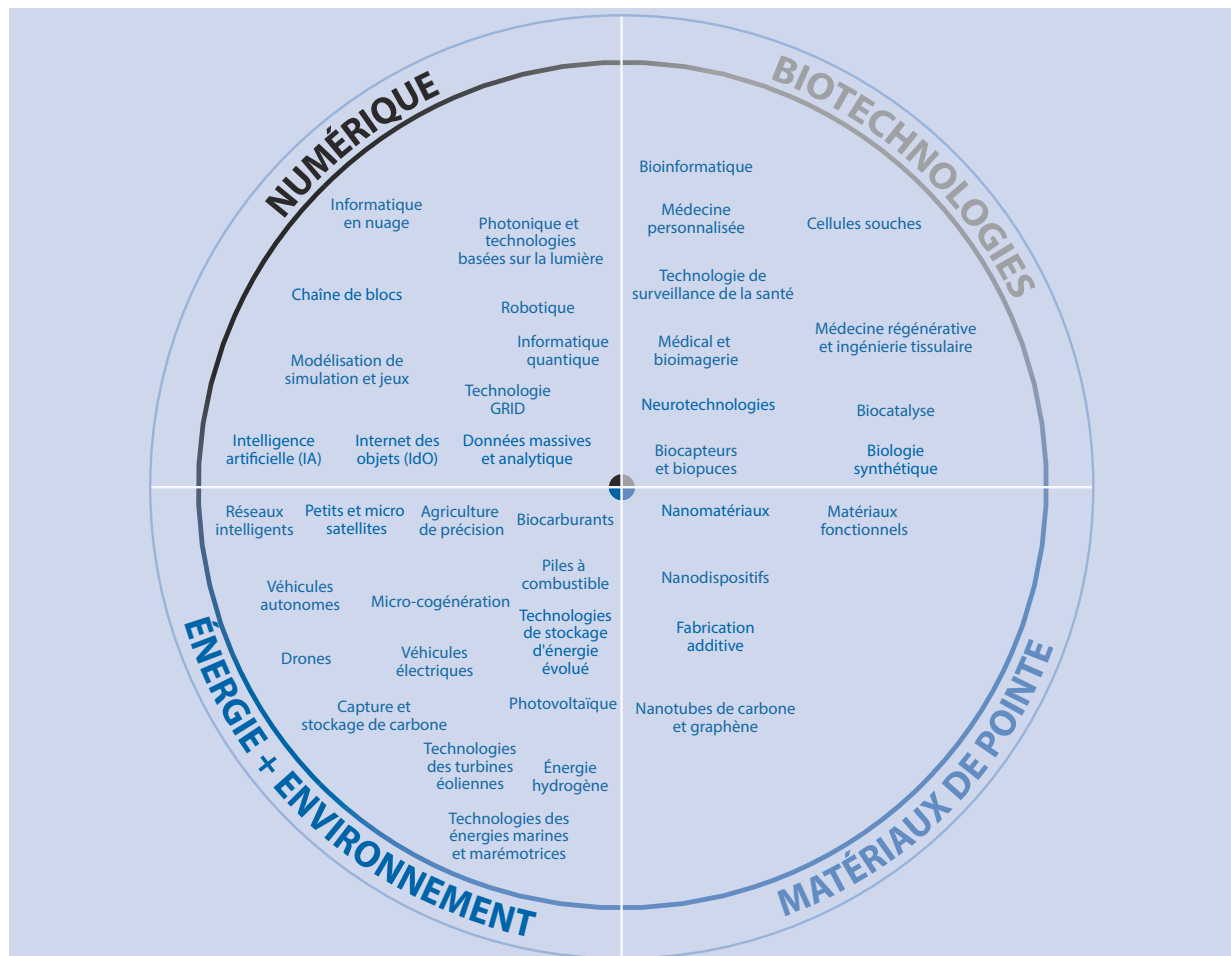 NUMÉRIQUE
Informatique
en nuage
Photonique et
technologies
basées sur la lumière
Chaîne de blocs
Robotique
Informatique
quantique
Modélisation de
simulation et jeux
Technologie
GRID
Intelligence
artificielle (IA)
Internet des
objets (IdO)
Données massives
et analytique
BIOTECHNOLOGIES
Bioinformatique
Médecine
personnalisée
Cellules souches
Technologie de
surveillance de la santé
Médecine régénérative
et ingénierie tissulaire
Médical et
bioimagerie
Neurotechnologies
Biocatalyse
Biocapteurs
et biopuces
Biologie
synthétique
Réseaux
intelligents
Petits et micro
satellites
Agriculture
de précision
Biocarburants
Piles à
combustible
Véhicules
autonomes
Micro-cogénération
Technologies
de stockage
d'énergie
évolué
Drones
Véhicules
électriques
Capture et
stockage de carbone
Photovoltaïque
Technologies
des turbines
éoliennes
Énergie
hydrogène
Technologies des
énergies marines
et marémotrices
ÉNERGIE + ENVIRONNEMENT
Nanomatériaux
Matériaux
fonctionnels
Nanodispositifs
Fabrication
additive
Nanotubes de carbone
et graphène
MATÉRIAUX DE POINTE